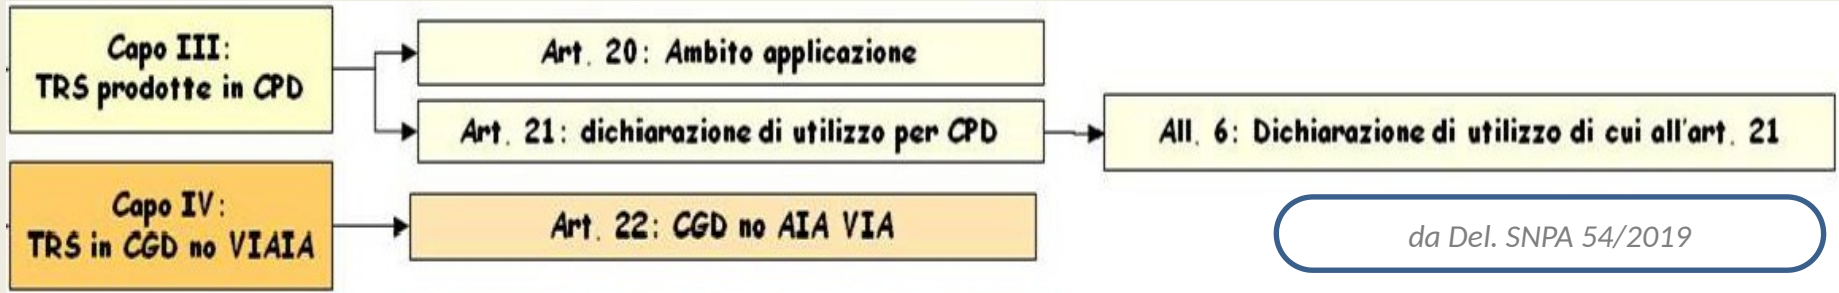 Capo III:
TRS prodotte in CPD
Art. 20: Ambito applicazione
Art. 21: dichiarazione di utilizzo per CPD
All. 6: Dichiarazione di utilizzo di cui all'art. 21
Capo IV:
TRS in CGD no VIAIA
Art. 22: CGD no AIA VIA
da Del. SNPA 54/2019